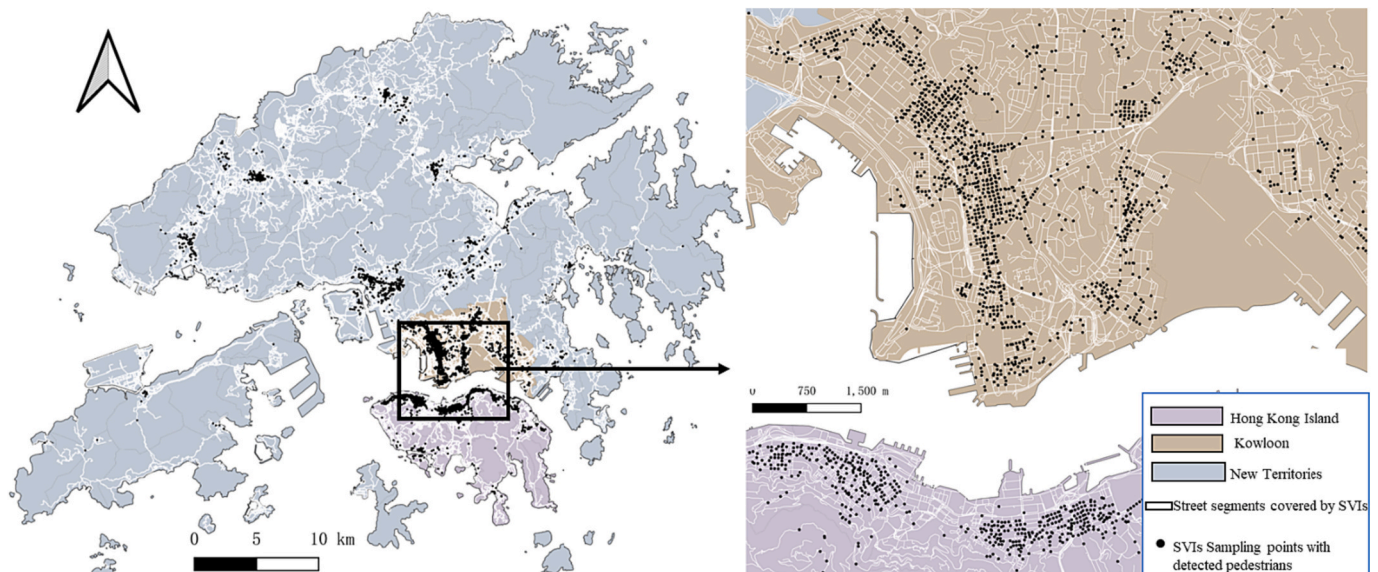 0 5 10 km
0 750 1,500 m
Hong Kong Island
Kowloon
New Territories
Street segments covered by SVIs
SVIs Sampling points with
detected pedestrians